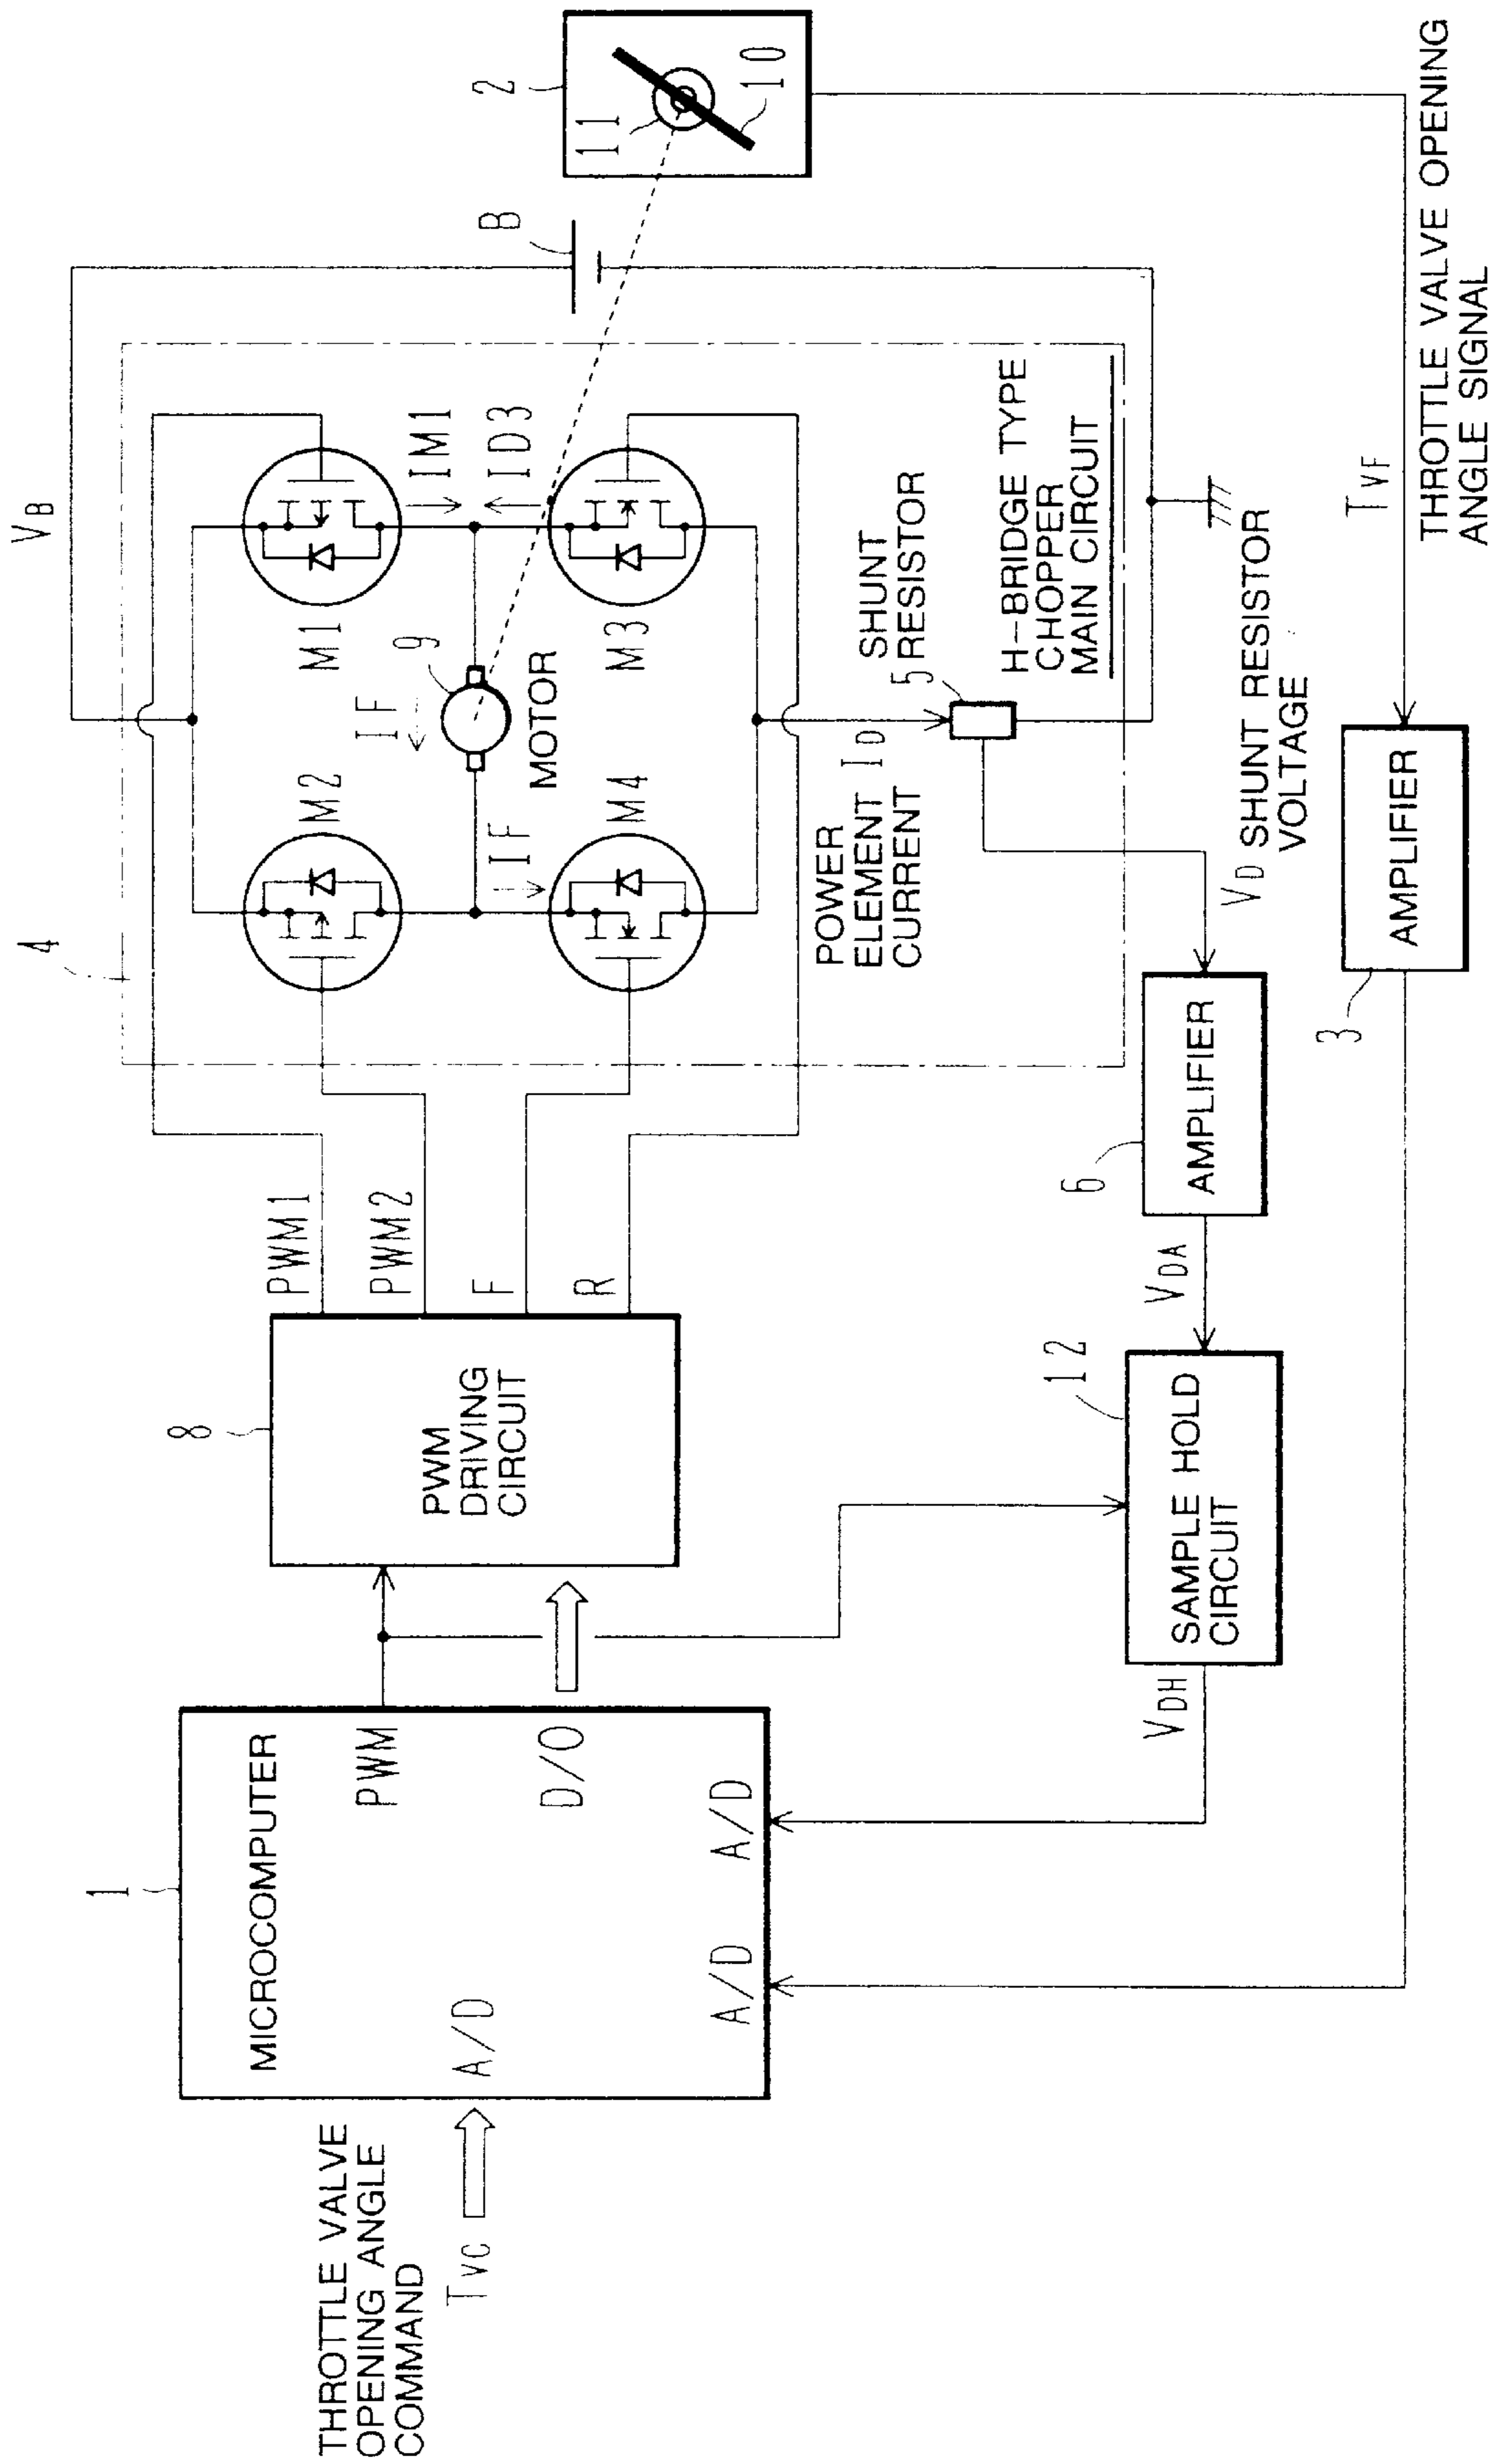 THROTTLE VALVE
OPENING ANGLE
COMMAND
TVC
1
MICROCOMPUTER
PWM
A/D
D/O
A/D
A/D
8
PWM
DRIVING
CIRCUIT
PWM1
PWM2
F
R
4
VB
M2
M1
IF
9
IM1
ID3
MOTOR
IF
M4
M3
B
2
11
10
POWER
ELEMENT
CURRENT
ID
SHUNT
RESISTOR
5
H-BRIDGE TYPE
CHOPPER
MAIN CIRCUIT
VDH
12
SAMPLE HOLD
CIRCUIT
VDA
6
AMPLIFIER
VD SHUNT RESISTOR
VOLTAGE
3
AMPLIFIER
TVF
THROTTLE VALVE OPENING
ANGLE SIGNAL